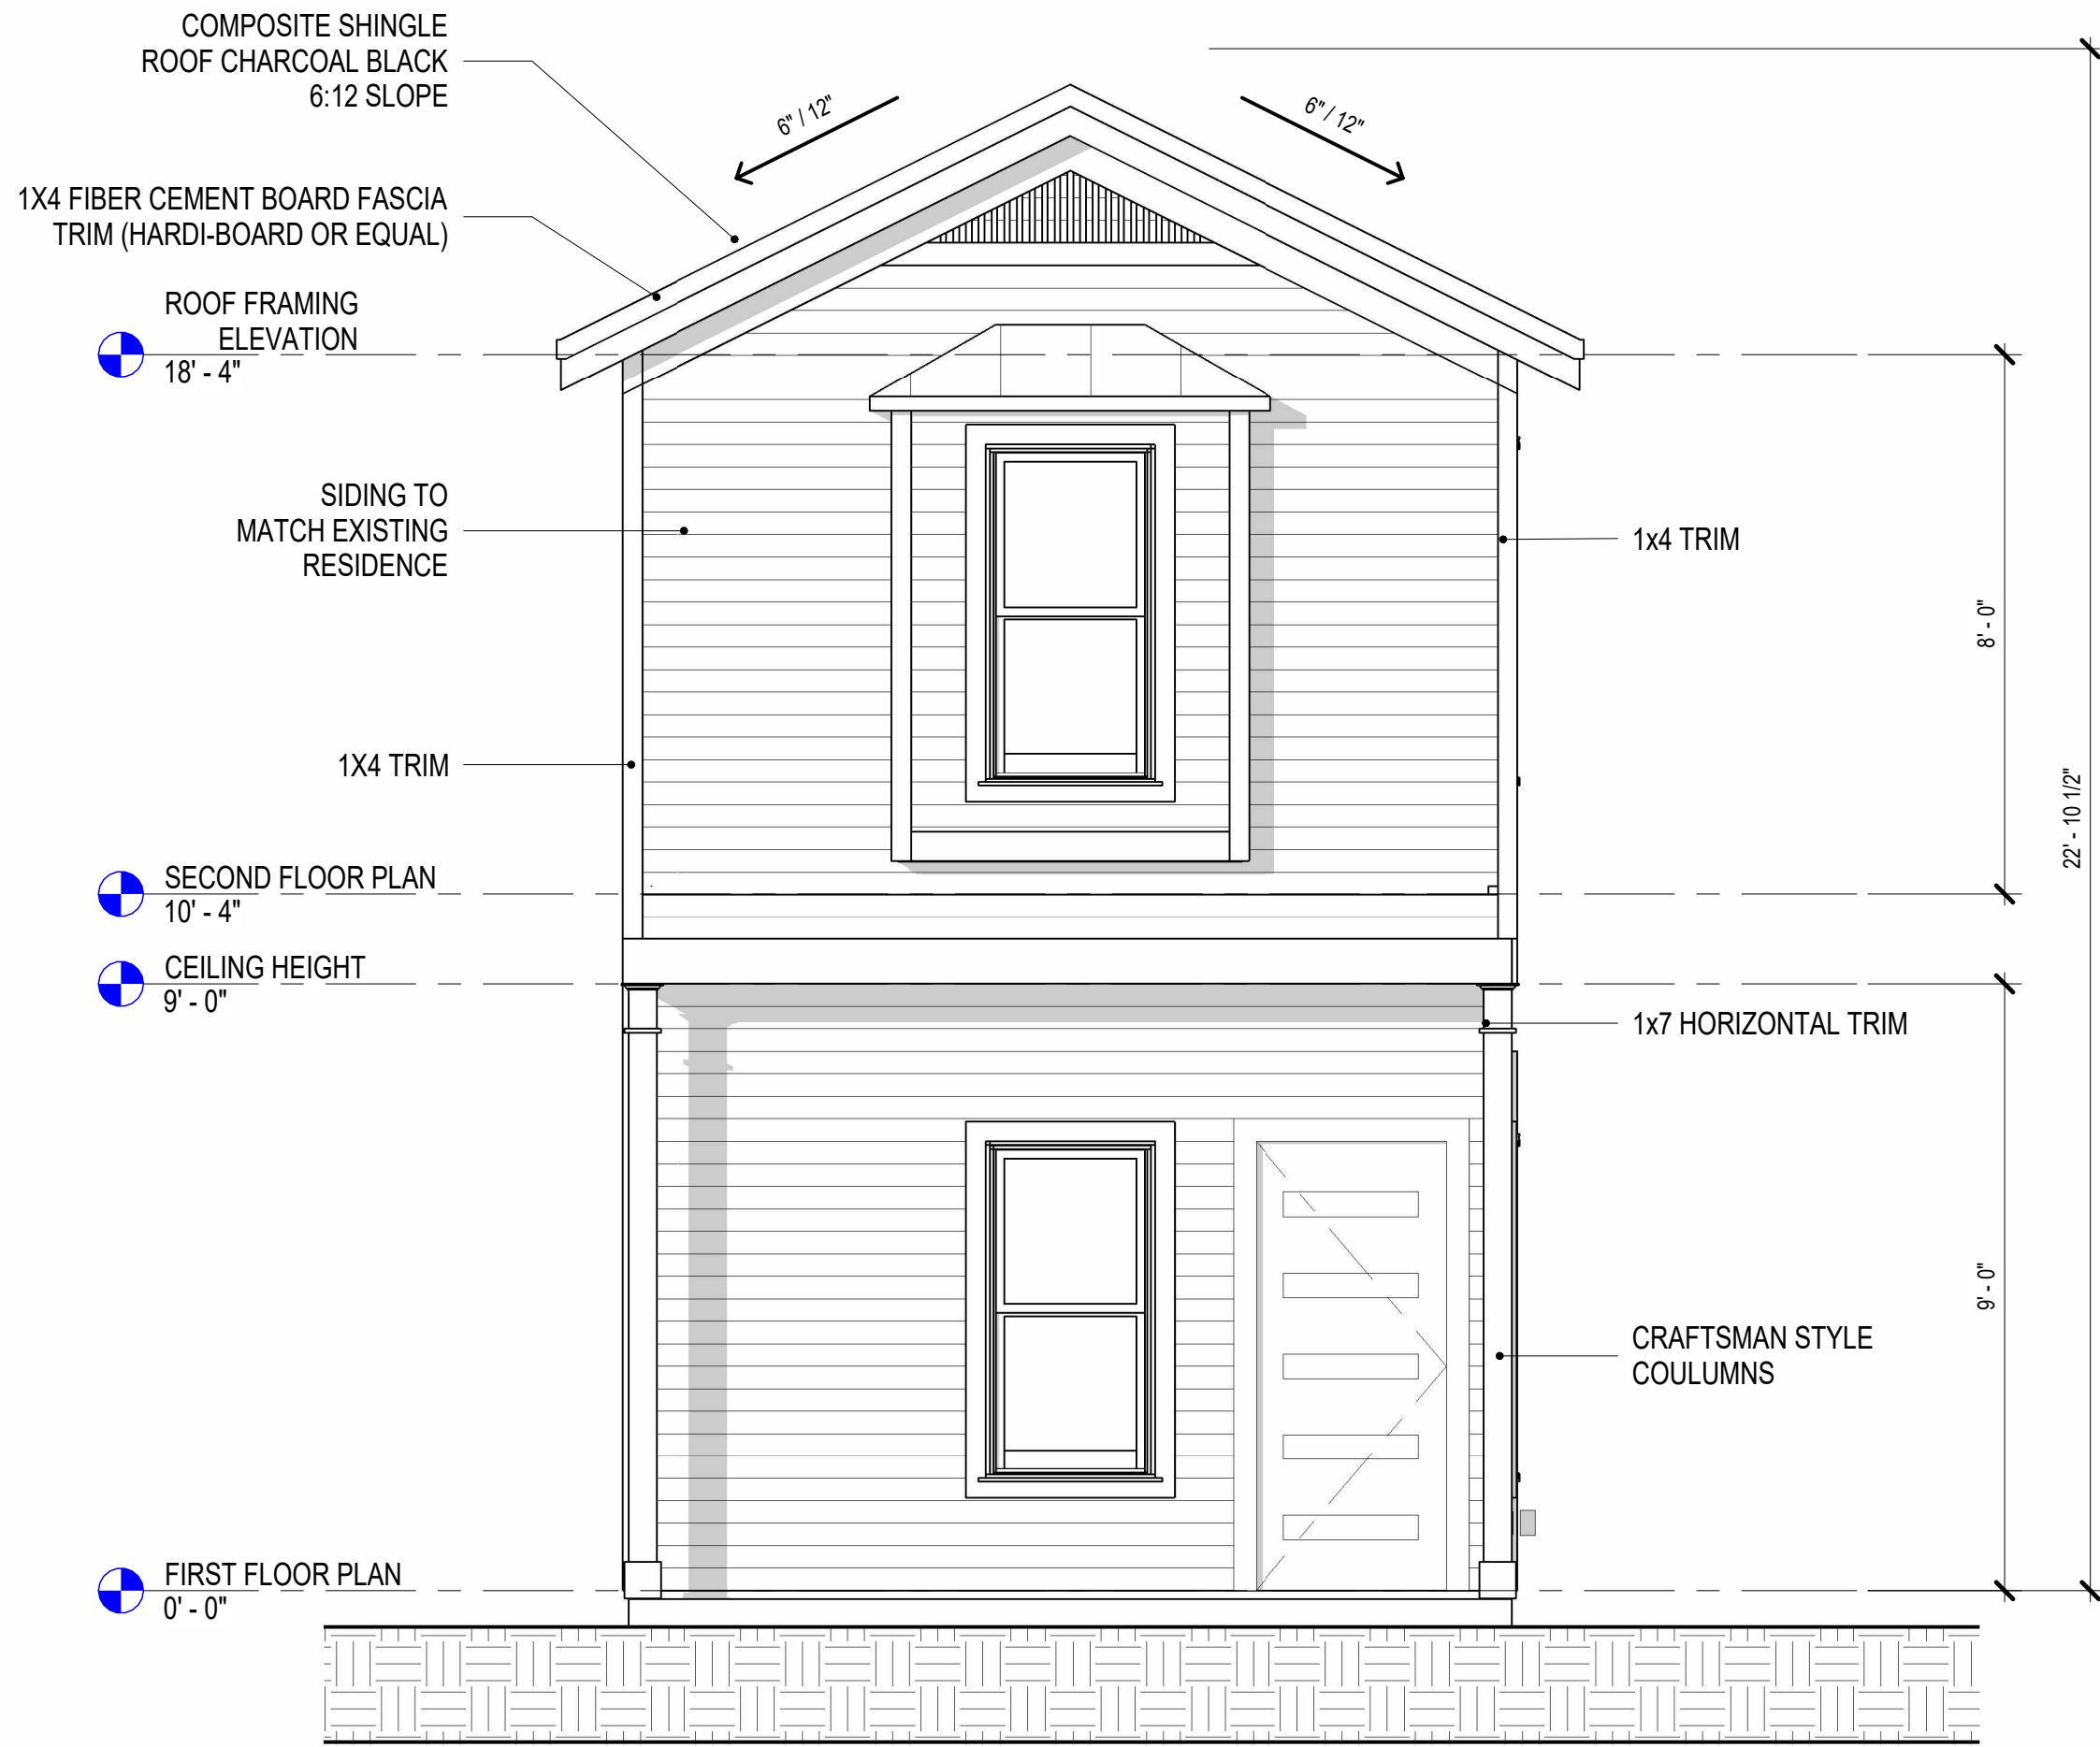 COMPOSITE SHINGLE
ROOF CHARCOAL BLACK
6:12 SLOPE
6" / 12"
6" / 12"
1X4 FIBER CEMENT BOARD FASCIA
TRIM (HARDI-BOARD OR EQUAL)
ROOF FRAMING
ELEVATION
18' - 4"
SIDING TO
MATCH EXISTING
RESIDENCE
1x4 TRIM
8' - 0"
1X4 TRIM
22' - 10 1/2"
SECOND FLOOR PLAN
10' - 4"
CEILING HEIGHT
9' - 0"
1x7 HORIZONTAL TRIM
9' - 0"
CRAFTSMAN STYLE
COULUMNS
FIRST FLOOR PLAN
0' - 0"